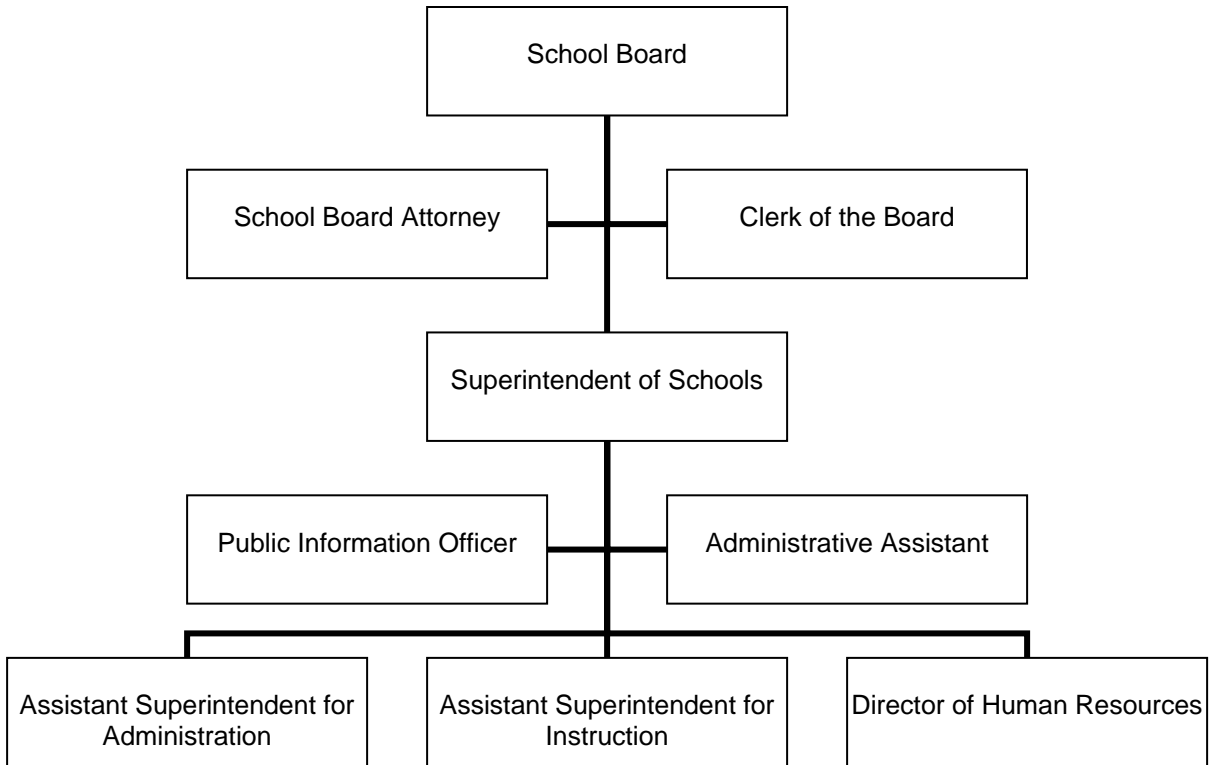 School Board
School Board Attorney
Clerk of the Board
Superintendent of Schools
Public Information Officer
Administrative Assistant
Assistant Superintendent for
Administration
Assistant Superintendent for
Instruction
Director of Human Resources